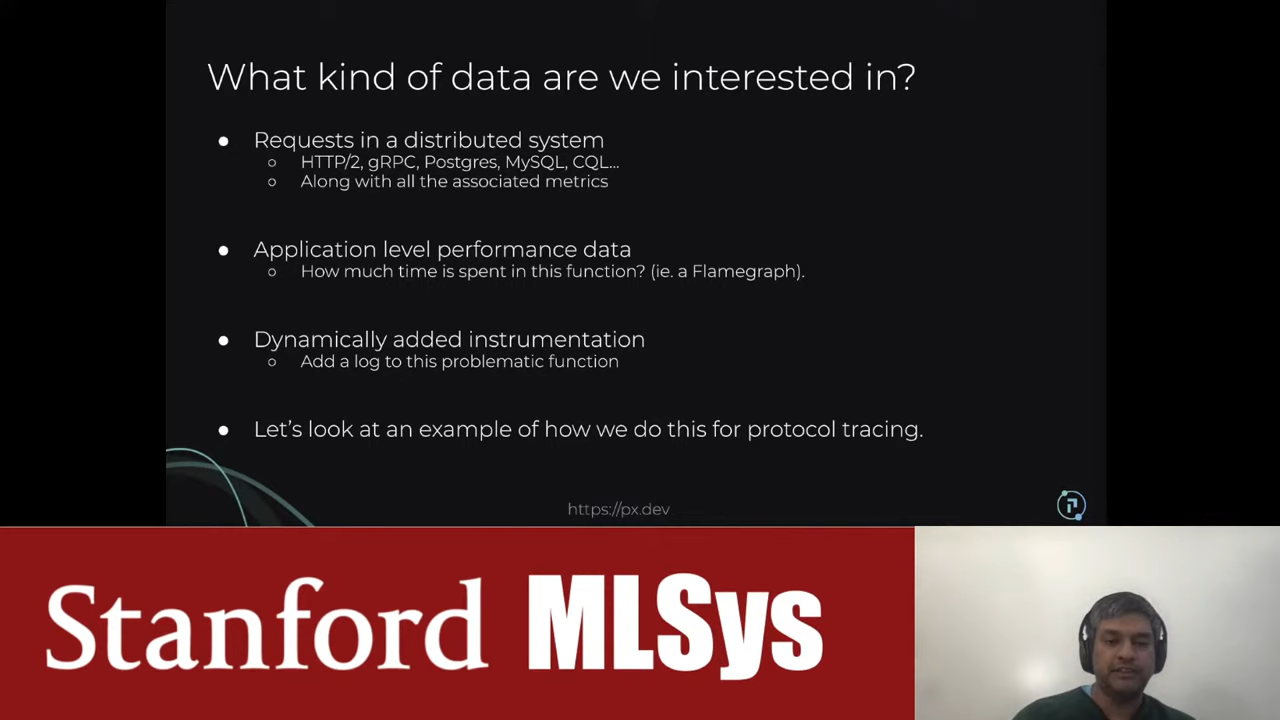 What kind of data are we interested in?
● Requests in a distributed system
○ HTTP/2, gRPC, Postgres, MySQL, CQL...
○ Along with all the associated metrics
● Application level performance data
○ How much time is spent in this function? (ie. a Flamegraph).
● Dynamically added instrumentation
○ Add a log to this problematic function
● Let's look at an example of how we do this for protocol tracing.
https://px.dev
Stanford MLSys